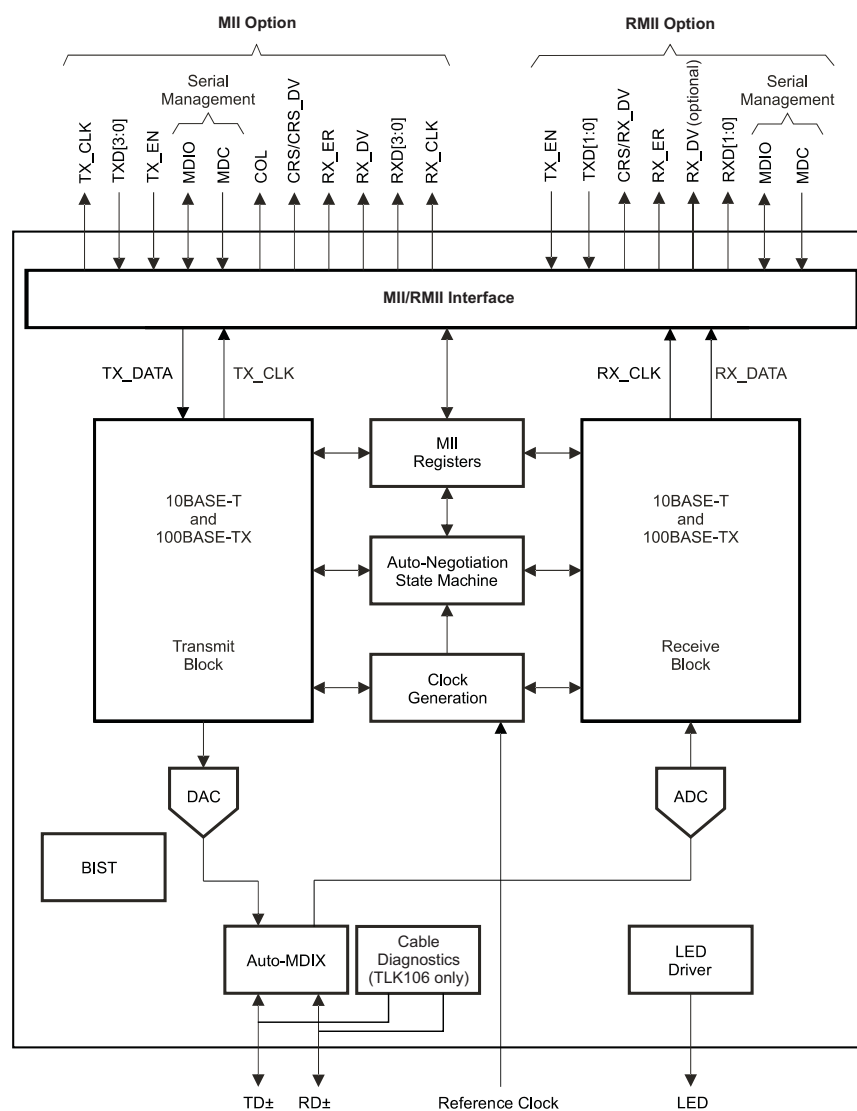 MII Option
RMII Option
Serial
Management
Serial
Management
TX_CLK
TXD[3:0]
TX_EN
MDIO
MDC
COL
CRS/CRS_DV
RX_ER
RX_DV
RXD[3:0]
RX_CLK
TX_EN
TXD[1:0]
CRS/RX_DV
RX_ER
RX_DV (optional)
RXD[1:0]
MDIO
MDC
MII/RMII Interface
TX_DATA
TX_CLK
RX_CLK
RX_DATA
10BASE-T
and
100BASE-TX
Transmit
Block
MII
Registers
Auto-Negotiation
State Machine
Clock
Generation
10BASE-T
and
100BASE-TX
Receive
Block
DAC
ADC
BIST
Auto-MDIX
Cable
Diagnostics
(TLK106 only)
LED
Driver
TD±
RD±
Reference Clock
LED